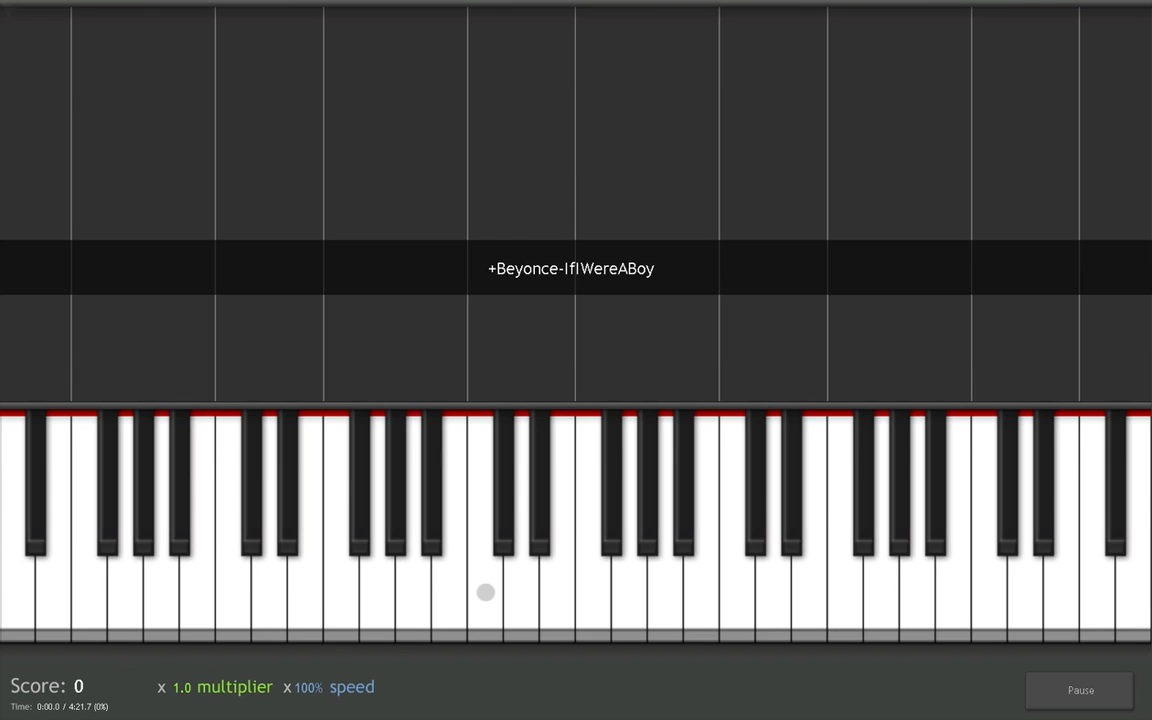 +Beyonce-IfIWereABoy
Score: 0 x 1.0 multiplier x 100% speed
Time: 0:00.0 / 4:21.7 (0%)
Pause